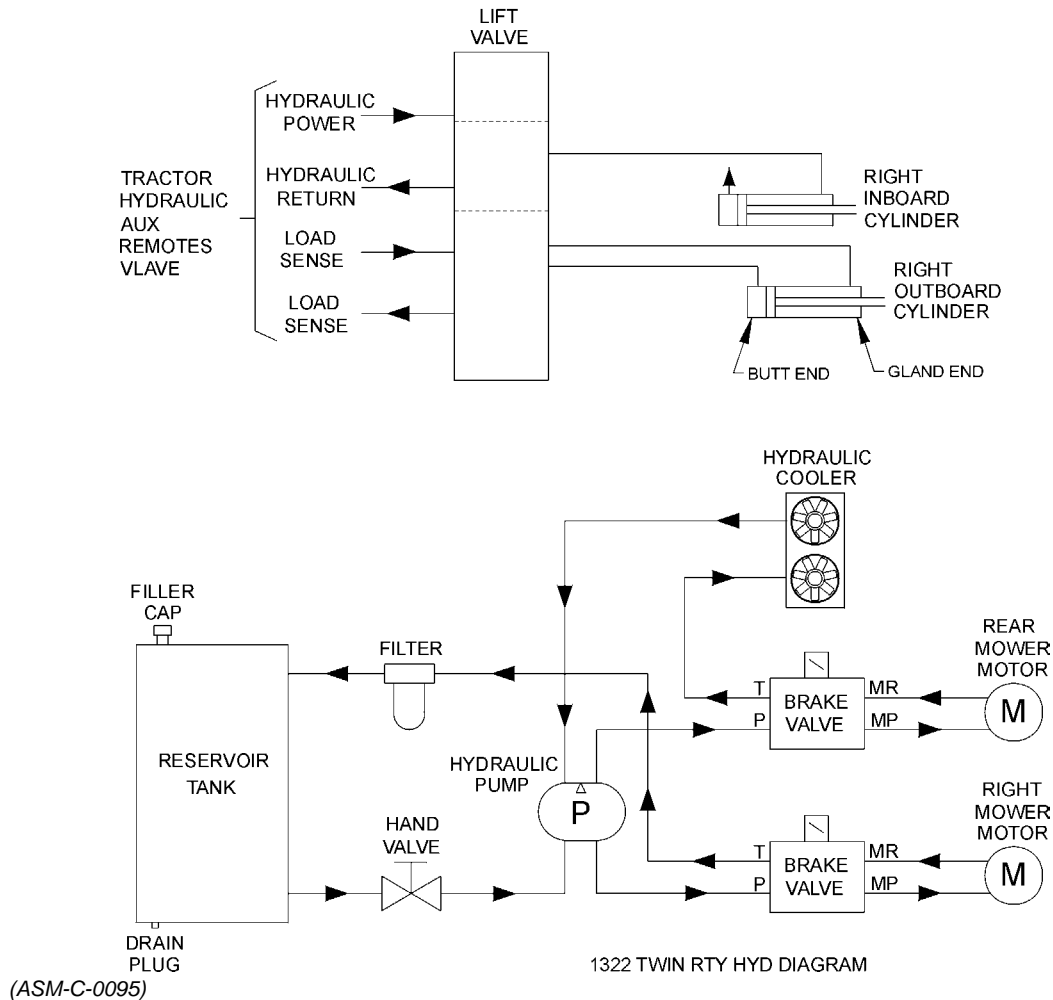 LIFT
VALVE
HYDRAULIC
POWER
HYDRAULIC
RETURN
LOAD
SENSE
LOAD
SENSE
TRACTOR
HYDRAULIC
AUX
REMOTES
VLAVE
RIGHT
INBOARD
CYLINDER
RIGHT
OUTBOARD
CYLINDER
BUTT END
GLAND END
HYDRAULIC
COOLER
FILLER
CAP
FILTER
RESERVOIR
TANK
HYDRAULIC
PUMP
P
HAND
VALVE
DRAIN
PLUG
T
P
BRAKE
VALVE
MR
MP
REAR
MOWER
MOTOR
M
T
P
BRAKE
VALVE
MR
MP
RIGHT
MOWER
MOTOR
M
1322 TWIN RTY HYD DIAGRAM
(ASM-C-0095)